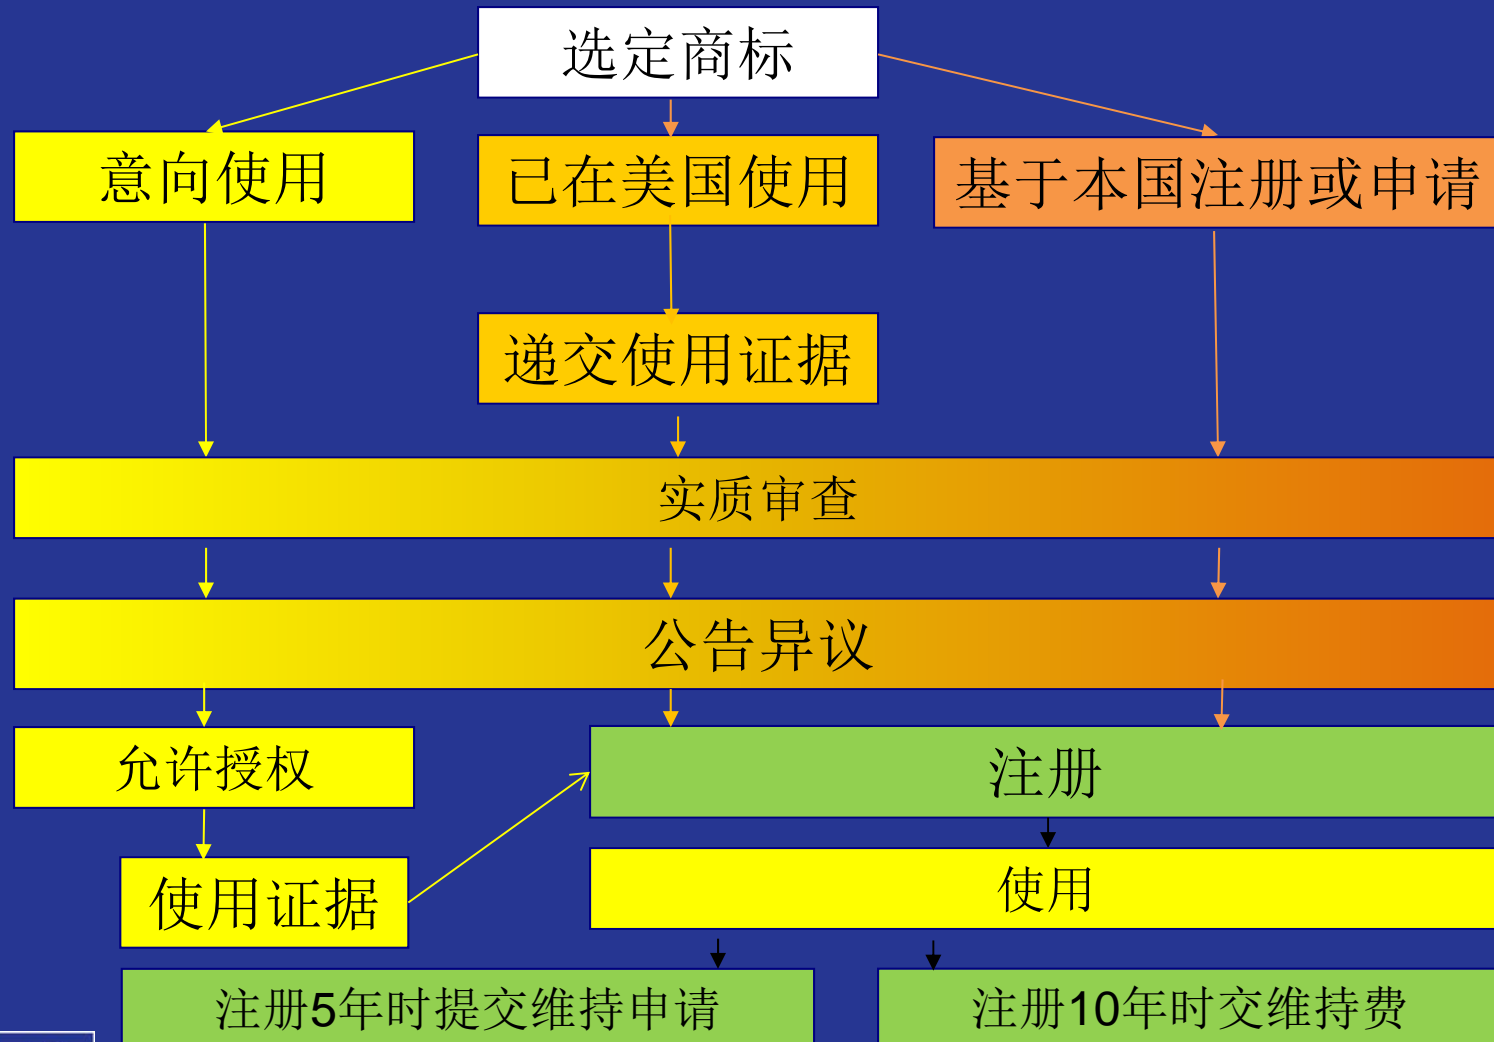 选定商标
意向使用
已在美国使用
基于本国注册或申请
递交使用证据
实质审查
公告异议
允许授权
注册
使用证据
使用
注册5年时提交维持申请
注册10年时交维持费